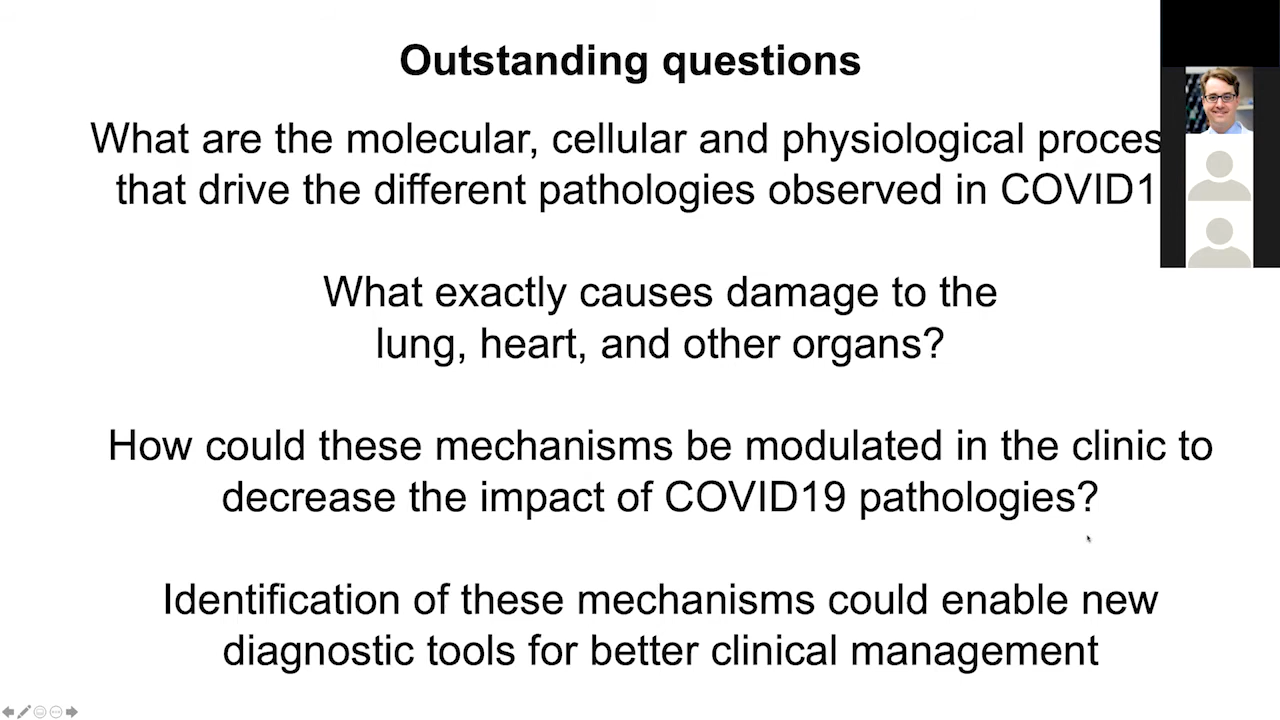 Outstanding questions
What are the molecular, cellular and physiological proces
that drive the different pathologies observed in COVID1
What exactly causes damage to the
lung, heart, and other organs?
How could these mechanisms be modulated in the clinic to
decrease the impact of COVID19 pathologies?
Identification of these mechanisms could enable new
diagnostic tools for better clinical management